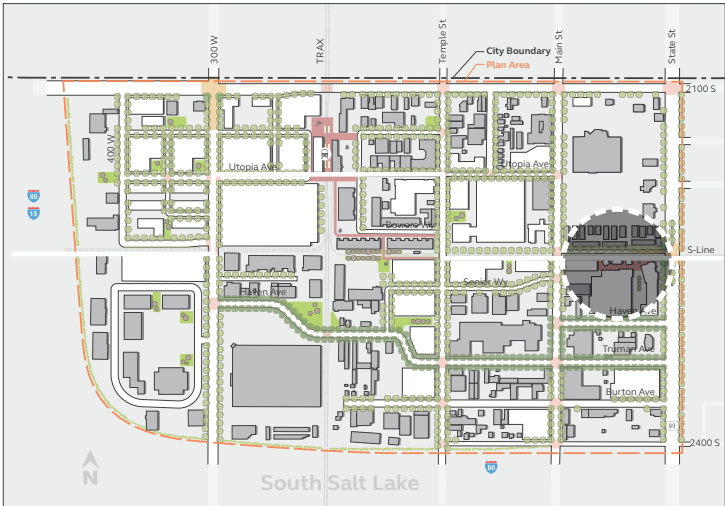 300 W
TRAX
Temple St
Main St
State St
City Boundary
Plan Area
2100 S
400 W
Utopia Ave
Utopia Ave
80
15
Bowers Wy
S-Line
Senior Wy
Haven Ave
Haven Ave
Truman Ave
Burton Ave
89
2400 S
N
80
South Salt Lake